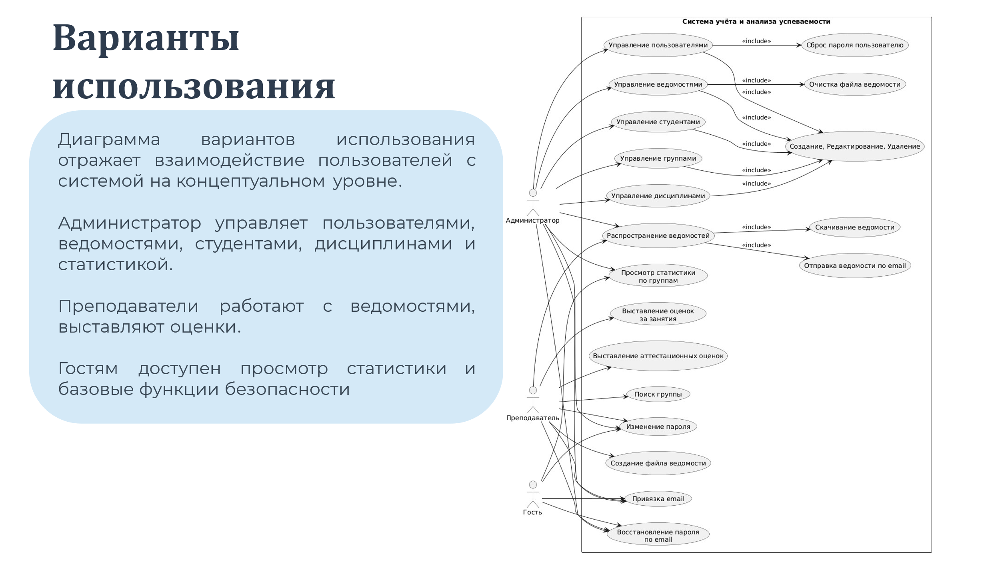 Варианты
использования
Диаграмма вариантов использования
отражает взаимодействие пользователей с
системой на концептуальном уровне.
Администратор управляет пользователями,
ведомостями, студентами, дисциплинами и
статистикой.
Преподаватели работают с ведомостями,
выставляют оценки.
Гостям доступен просмотр статистики и
базовые функции безопасности
Система учёта и анализа успеваемости
Управление пользователями
«include»
Сброс пароля пользователю
Управление ведомостями
«include»
Очистка файла ведомости
«include»
Управление студентами
«include»
«include»
Создание, Редактирование, Удаление
Управление группами
«include»
«include»
Управление дисциплинами
Администратор
Распространение ведомостей
«include»
Скачивание ведомости
«include»
Отправка ведомости по email
Просмотр статистики
по группам
Выставление оценок
за занятия
Выставление аттестационных оценок
Поиск группы
Преподаватель
Изменение пароля
Создание файла ведомости
Привязка email
Гость
Восстановление пароля
по email